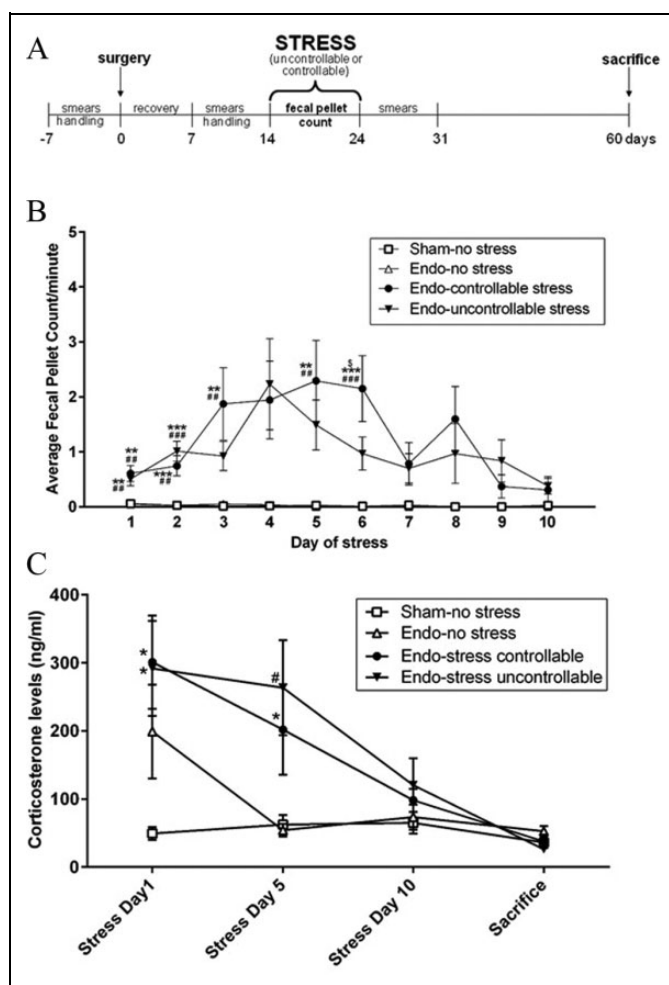 A
surgery
STRESS
(uncontrollable or
controllable)
sacrifice
smears
handling
recovery
smears
handling
fecal pellet
count
smears
-7 0 7 14 24 31 60 days
B
Average Fecal Pellet Count/minute
5
4
3
2
1
0
Sham-no stress
Endo-no stress
Endo-controllable stress
Endo-uncontrollable stress
**
##
**
##
***
###
***
##
**
##
**
##
$
***
###
1 2 3 4 5 6 7 8 9 10
Day of stress
C
Corticosterone levels (ng/ml)
400
300
200
100
0
Sham-no stress
Endo-no stress
Endo-stress controllable
Endo-stress uncontrollable
*
*
#
*
Stress Day1
Stress Day 5
Stress Day 10
Sacrifice